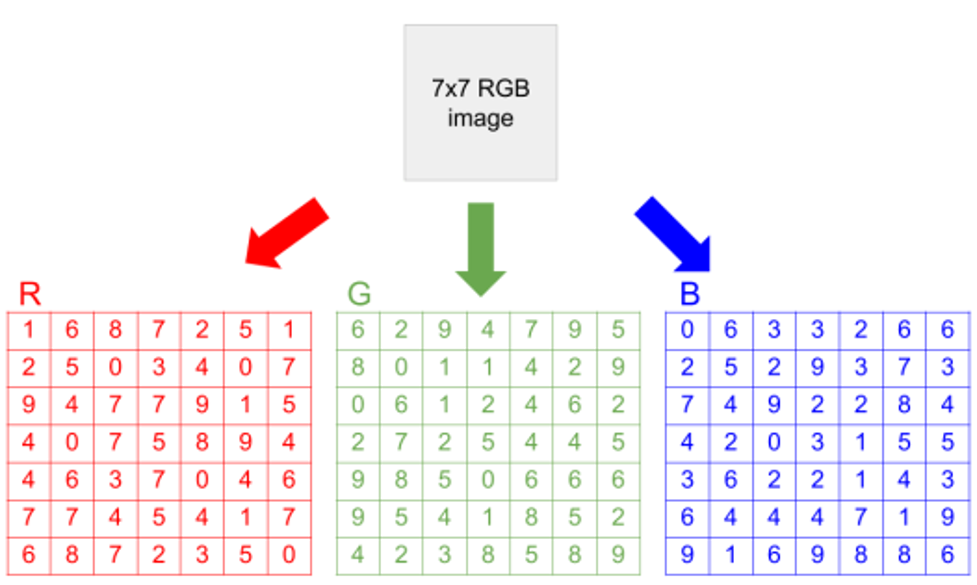 7x7 RGB
image
R
1 6 8 7 2 5 1
2 5 0 3 4 0 7
9 4 7 7 9 1 5
4 0 7 5 8 9 4
4 6 3 7 0 4 6
7 7 4 5 4 1 7
6 8 7 2 3 5 0
G
6 2 9 4 7 9 5
8 0 1 1 4 2 9
0 6 1 2 4 6 2
2 7 2 5 4 4 5
9 8 5 0 6 6 6
9 5 4 1 8 5 2
4 2 3 8 5 8 9
B
0 6 3 3 2 6 6
2 5 2 9 3 7 3
7 4 9 2 2 8 4
4 2 0 3 1 5 5
3 6 2 2 1 4 3
6 4 4 4 7 1 9
9 1 6 9 8 8 6